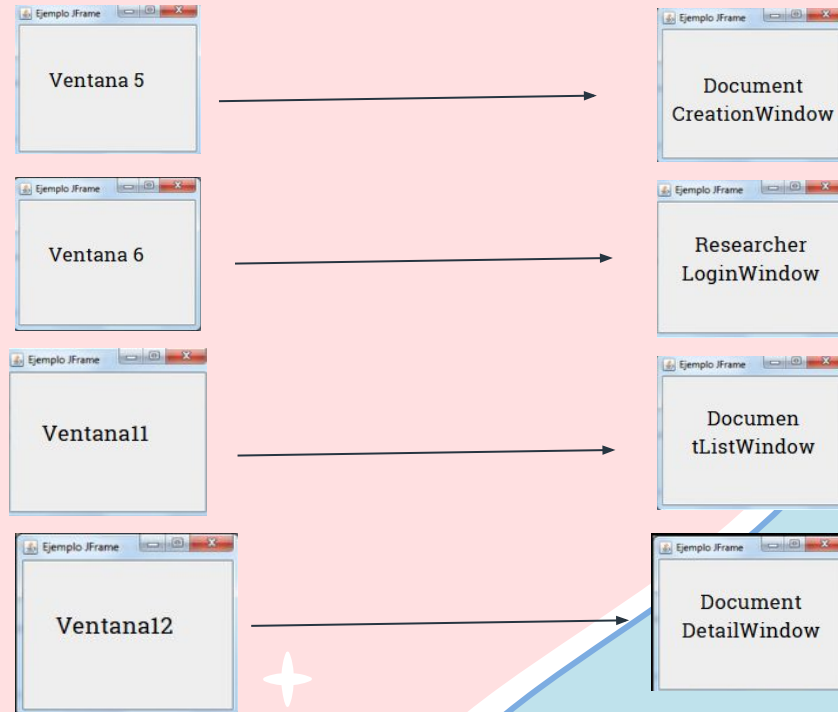 Ejemplo JFrame
Ventana 5
Ejemplo JFrame
Document
CreationWindow
Ejemplo JFrame
Ventana 6
Ejemplo JFrame
Researcher
LoginWindow
Ejemplo JFrame
Ventana11
Ejemplo JFrame
Documen
tListWindow
Ejemplo JFrame
Ventana12
Ejemplo JFrame
Document
DetailWindow